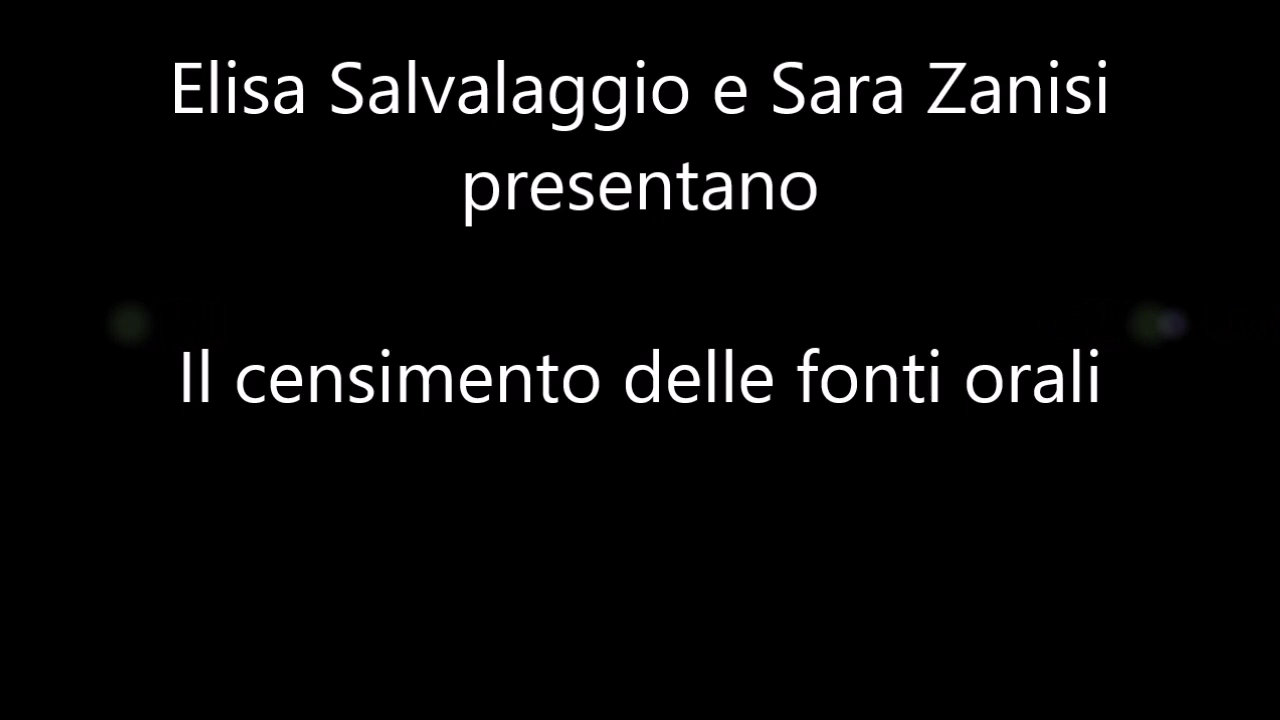 Elisa Salvalaggio e Sara Zanisi
presentano
Il censimento delle fonti orali